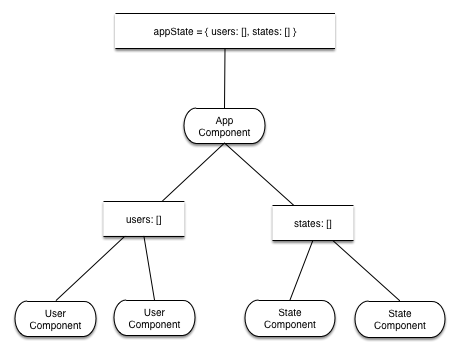 appState = { users: [], states: [] }
App
Component
users: []
states: []
User
Component
User
Component
State
Component
State
Component